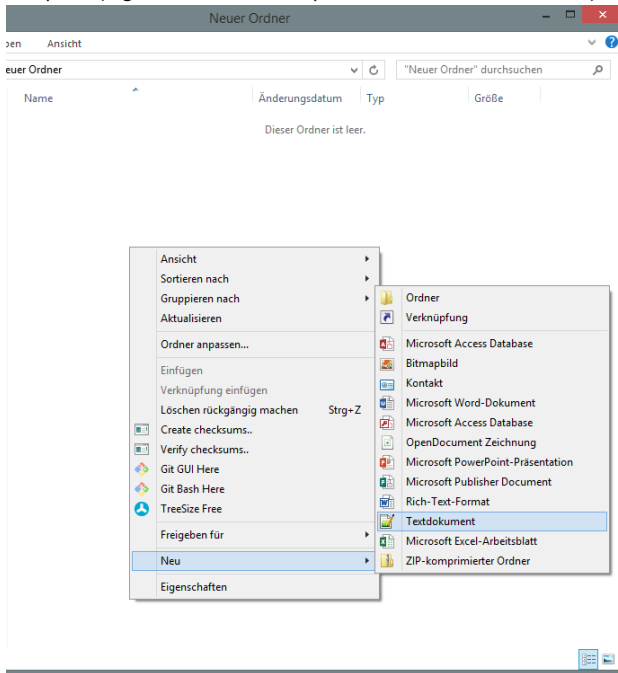 Neuer Ordner
Ansicht
euer Ordner
"Neuer Ordner" durchsuchen
Name Änderungsdatum Typ Größe
Dieser Ordner ist leer.
Ansicht
Sortieren nach
Gruppieren nach
Aktualisieren
Ordner anpassen...
Einfügen
Verknüpfung einfügen
Löschen rückgängig machen Strg+Z
Create checksums..
Verify checksums..
Git GUI Here
Git Bash Here
TreeSize Free
Freigeben für
Neu
Eigenschaften
Ordner
Verknüpfung
Microsoft Access Database
Bitmapbild
Kontakt
Microsoft Word-Dokument
Microsoft Access Database
OpenDocument Zeichnung
Microsoft PowerPoint-Präsentation
Microsoft Publisher Document
Rich-Text-Format
Textdokument
Microsoft Excel-Arbeitsblatt
ZIP-komprimierter Ordner